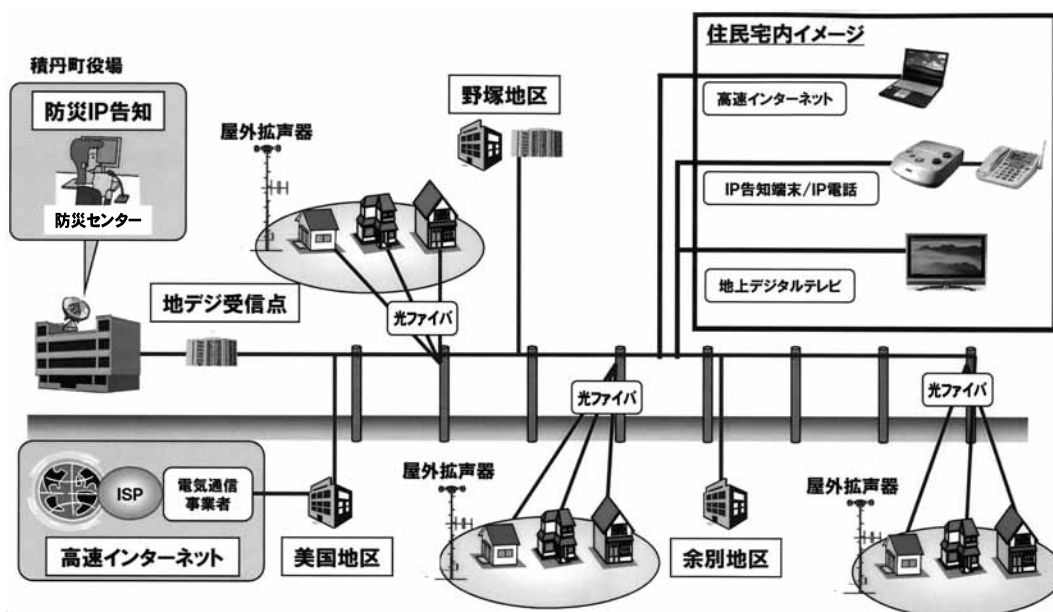 積丹町役場
防災IP告知
防災センター
地デジ受信点
屋外拡声器
光ファイバ
野塚地区
住民宅内イメージ
高速インターネット
IP告知端末/IP電話
地上デジタルテレビ
光ファイバ
光ファイバ
ISP
電気通信
事業者
高速インターネット
美国地区
屋外拡声器
余別地区
屋外拡声器